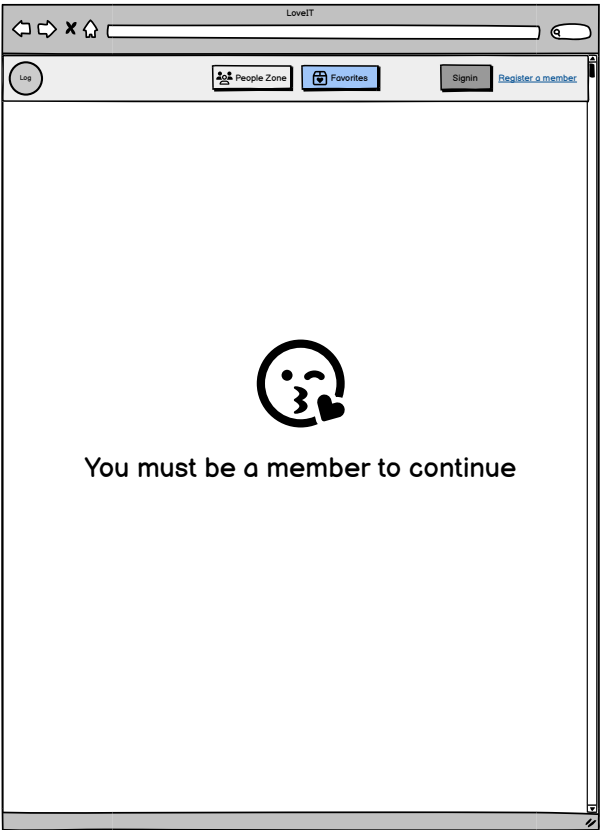 LoveIT
Log
People Zone
Favorites
Signin
Register a member
You must be a member to continue